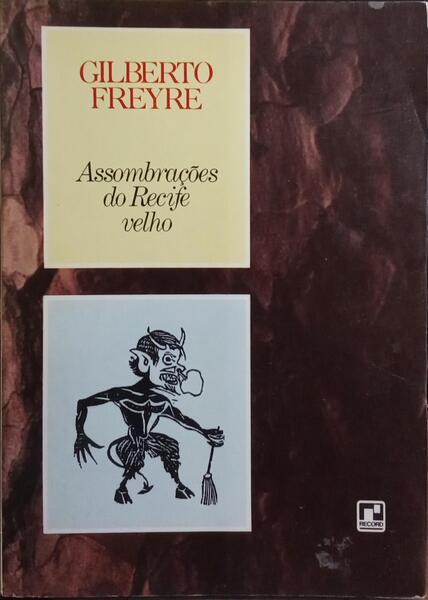 GILBERTO
FREYRE
Assombrações
do Recife
velho
RECORD